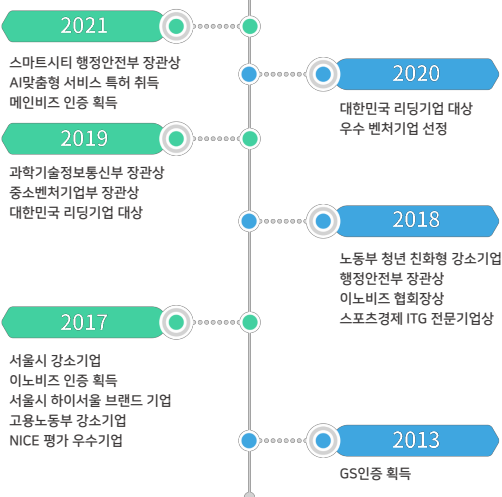 2021
스마트시티 행정안전부 장관상
AI맞춤형 서비스 특허 취득
메인비즈 인증 획득
2020
대한민국 리딩기업 대상
우수 벤처기업 선정
2019
과학기술정보통신부 장관상
중소벤처기업부 장관상
대한민국 리딩기업 대상
2018
노동부 청년 친화형 강소기업
행정안전부 장관상
이노비즈 협회장상
스포츠경제 ITG 전문기업상
2017
서울시 강소기업
이노비즈 인증 획득
서울시 하이서울 브랜드 기업
고용노동부 강소기업
NICE 평가 우수기업
2013
GS인증 획득